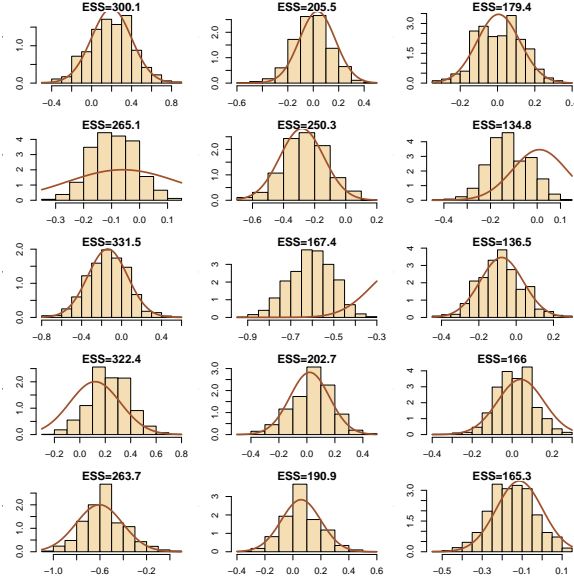 ESS=300.1 ESS=205.5 ESS=179.4
0.0 1.0
0.0 1.0 2.0
0.0 1.5 3.0
-0.4 0.0 0.4 0.8
-0.6 -0.2 0.0 0.2 0.4
-0.2 0.0 0.2 0.4
ESS=265.1 ESS=250.3 ESS=134.8
0 1 2 3 4
0.0 1.0 2.0
0 1 2 3 4
-0.3 -0.1 0.1
-0.6 -0.4 -0.2 0.0 0.2
-0.4 -0.2 0.0 0.1
ESS=331.5 ESS=167.4 ESS=136.5
0.0 1.0 2.0
0 1 2 3
0 1 2 3 4
-0.8 -0.4 0.0 0.4
-0.9 -0.7 -0.5 -0.3
-0.4 -0.2 0.0 0.2
ESS=322.4 ESS=202.7 ESS=166
0.0 1.0 2.0
0.0 1.0 2.0 3.0
0 1 2 3 4
-0.2 0.0 0.2 0.4 0.6 0.8
-0.4 -0.2 0.0 0.2 0.4
-0.4 -0.2 0.0 0.2
ESS=263.7 ESS=190.9 ESS=165.3
0.0 1.0 2.0
0 1 2 3
0.0 1.5 3.0
-1.0 -0.6 -0.2
-0.4 -0.2 0.0 0.2 0.4 0.6
-0.5 -0.3 -0.1 0.1